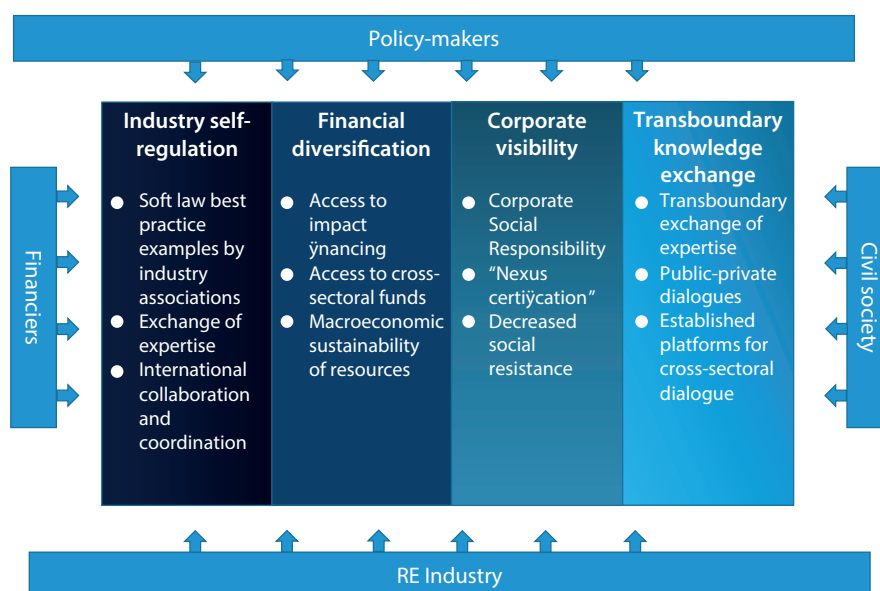 Policy-makers
Financiers
Industry self-
regulation
● Soft law best
practice
examples by
industry
associations
● Exchange of
expertise
● International
collaboration
and
coordination
Financial
diversification
● Access to
impact
ÿnancing
● Access to cross-
sectoral funds
● Macroeconomic
sustainability
of resources
Corporate
visibility
● Corporate
Social
Responsibility
● “Nexus
certiÿcation”
● Decreased
social
resistance
Transboundary
knowledge
exchange
● Transboundary
exchange of
expertise
● Public-private
dialogues
● Established
platforms for
cross-sectoral
dialogue
Civil society
RE Industry